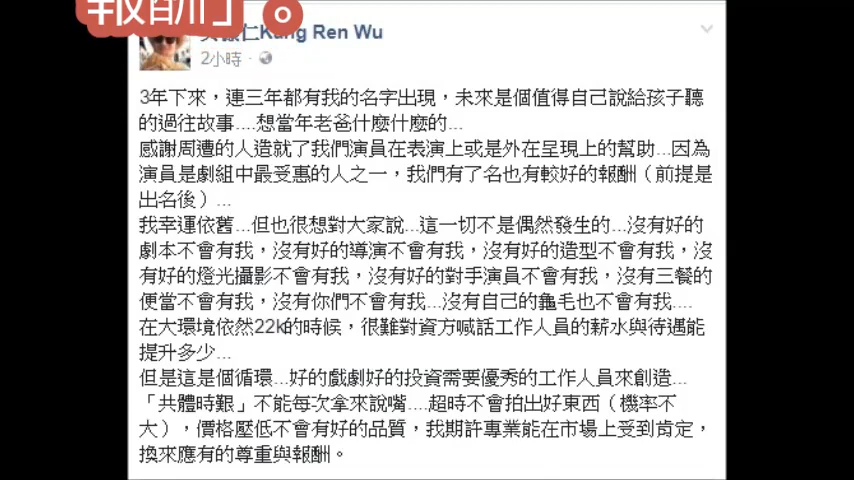 報酬」。
仁Kang Ren Wu
2小時 ·
3年下來，連三年都有我的名字出現，未來是個值得自己說給孩子聽
的過往故事....想當年老爸什麼什麼的...
感謝周遭的人造就了我們演員在表演上或是外在呈現上的幫助...因為
演員是劇組中最受惠的人之一，我們有了名也有較好的報酬（前提是
出名後）...
我幸運依舊...但也很想對大家說...這一切不是偶然發生的...沒有好的
劇本不會有我，沒有好的導演不會有我，沒有好的造型不會有我，沒
有好的燈光攝影不會有我，沒有好的對手演員不會有我，沒有三餐的
便當不會有我，沒有你們不會有我...沒有自己的龜毛也不會有我....
在大環境依然22k的時候，很難對資方喊話工作人員的薪水與待遇能
提升多少...
但是這是個循環...好的戲劇好的投資需要優秀的工作人員來創造...
「共體時艱」不能每次拿來說嘴....超時不會拍出好東西（機率不
大），價格壓低不會有好的品質，我期許專業能在市場上受到肯定，
換來應有的尊重與報酬。